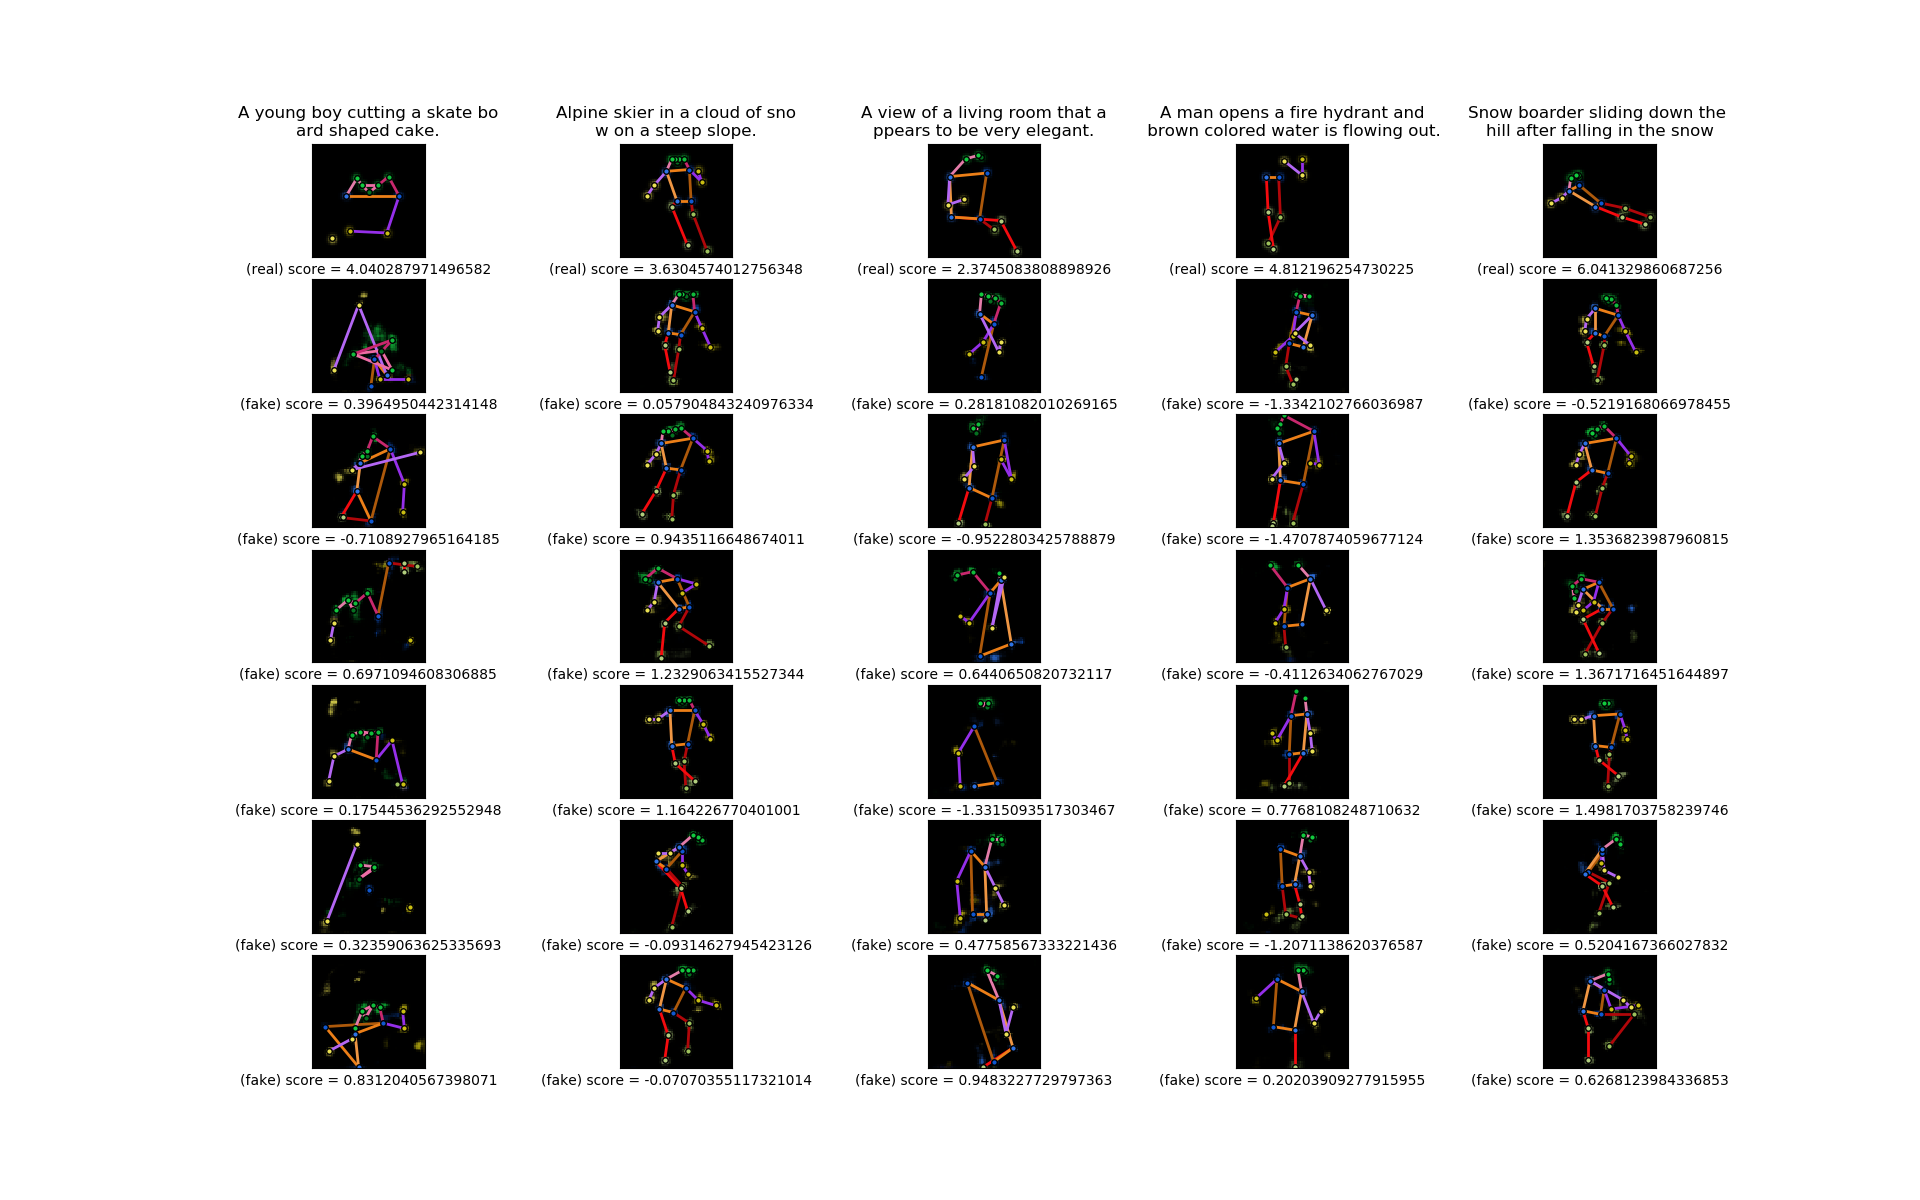 A young boy cutting a skate bo
ard shaped cake.
Alpine skier in a cloud of sno
w on a steep slope.
A view of a living room that a
ppears to be very elegant.
A man opens a fire hydrant and
brown colored water is flowing out.
Snow boarder sliding down the
hill after falling in the snow
(real) score = 4.040287971496582
(real) score = 3.6304574012756348
(real) score = 2.3745083808898926
(real) score = 4.812196254730225
(real) score = 6.041329860687256
(fake) score = 0.3964950442314148
(fake) score = 0.057904843240976334
(fake) score = 0.28181082010269165
(fake) score = -1.3342102766036987
(fake) score = -0.5219168066978455
(fake) score = -0.7108927965164185
(fake) score = 0.9435116648674011
(fake) score = -0.9522803425788879
(fake) score = -1.4707874059677124
(fake) score = 1.3536823987960815
(fake) score = 0.6971094608306885
(fake) score = 1.2329063415527344
(fake) score = 0.6440650820732117
(fake) score = -0.4112634062767029
(fake) score = 1.3671716451644897
(fake) score = 0.17544536292552948
(fake) score = 1.164226770401001
(fake) score = -1.3315093517303467
(fake) score = 0.7768108248710632
(fake) score = 1.4981703758239746
(fake) score = 0.32359063625335693
(fake) score = -0.09314627945423126
(fake) score = 0.47758567333221436
(fake) score = -1.2071138620376587
(fake) score = 0.5204167366027832
(fake) score = 0.8312040567398071
(fake) score = -0.07070355117321014
(fake) score = 0.9483227729797363
(fake) score = 0.20203909277915955
(fake) score = 0.6268123984336853